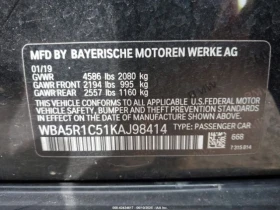 MFD BY BAYERISCHE MOTOREN WERKE AG
01/19
GVWR 4586 LBS 2080 kg
GAWR FRONT 2194 LBS 995 kg
GAWR REAR 2557 LBS 1160 kg
THIS VEHICLE CONFORMS TO ALL APPLICABLE U.S. FEDERAL MOTOR
VEHICLE SAFETY, BUMPER, AND THEFT PREVENTION STANDARDS IN
EFFECT ON THE DATE OF MANUFACTURE SHOWN ABOVE.
WBA5R1C51KAJ98414 TYPE: PASSENGER CAR
668